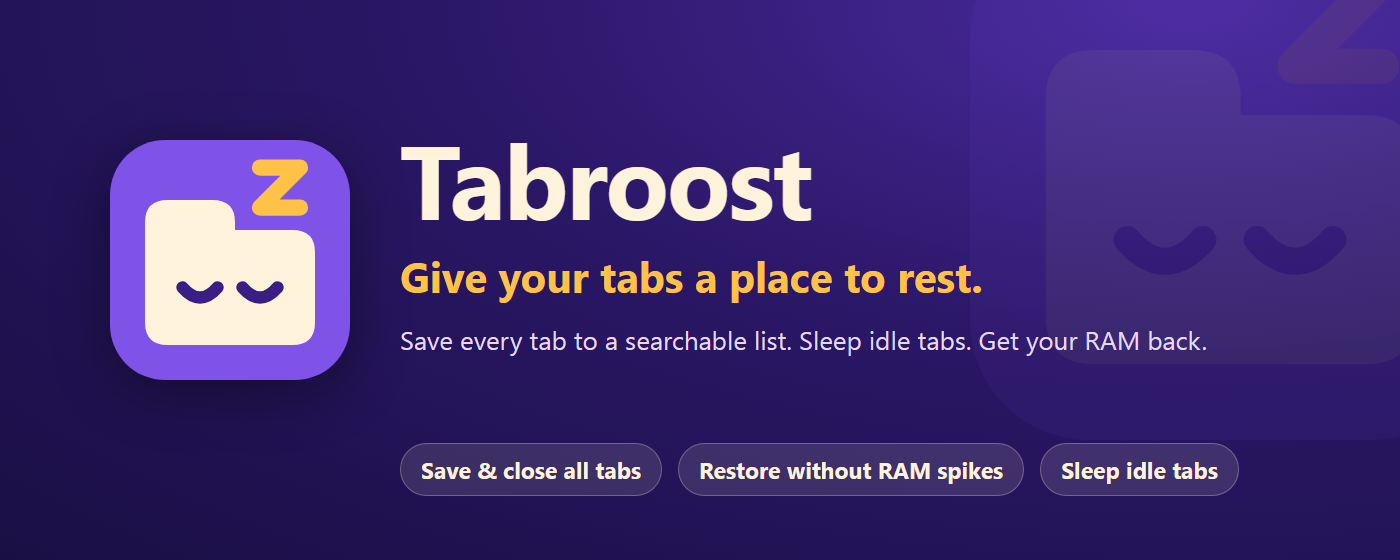 Z
Tabroost
Give your tabs a place to rest.
Save every tab to a searchable list. Sleep idle tabs. Get your RAM back.
Save & close all tabs
Restore without RAM spikes
Sleep idle tabs